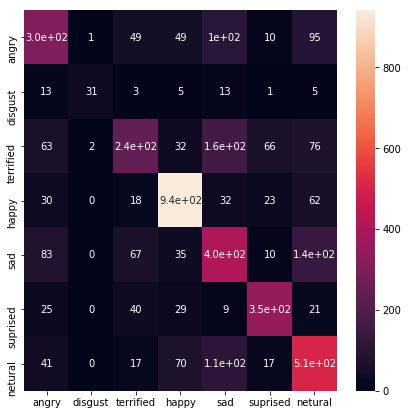 angry 3.0e+02 1 49 49 1e+02 10 95
disgust 13 31 3 5 13 1 5
terrified 63 2 2.4e+02 32 1.6e+02 66 76
happy 30 0 18 9.4e+02 32 23 62
sad 83 0 67 35 4.0e+02 10 1.4e+02
suprised 25 0 40 29 9 3.5e+02 21
netural 41 0 17 70 1.1e+02 17 5.1e+02
angry disgust terrified happy sad suprised netural
800
600
400
200
0